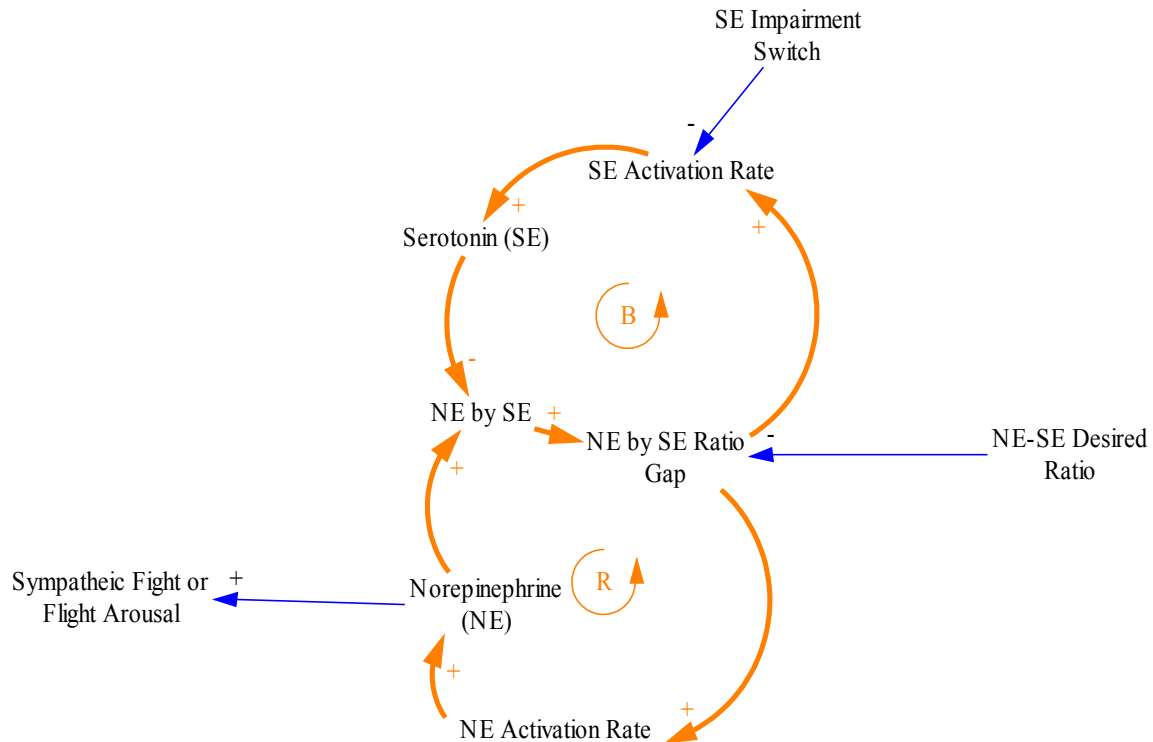 SE Impairment
Switch
-
SE Activation Rate
+
+
Serotonin (SE)
B
-
NE by SE
+
NE by SE Ratio
Gap
-
NE-SE Desired
Ratio
+
Sympatheic Fight or
Flight Arousal
+
Norepinephrine
(NE)
R
+
+
NE Activation Rate